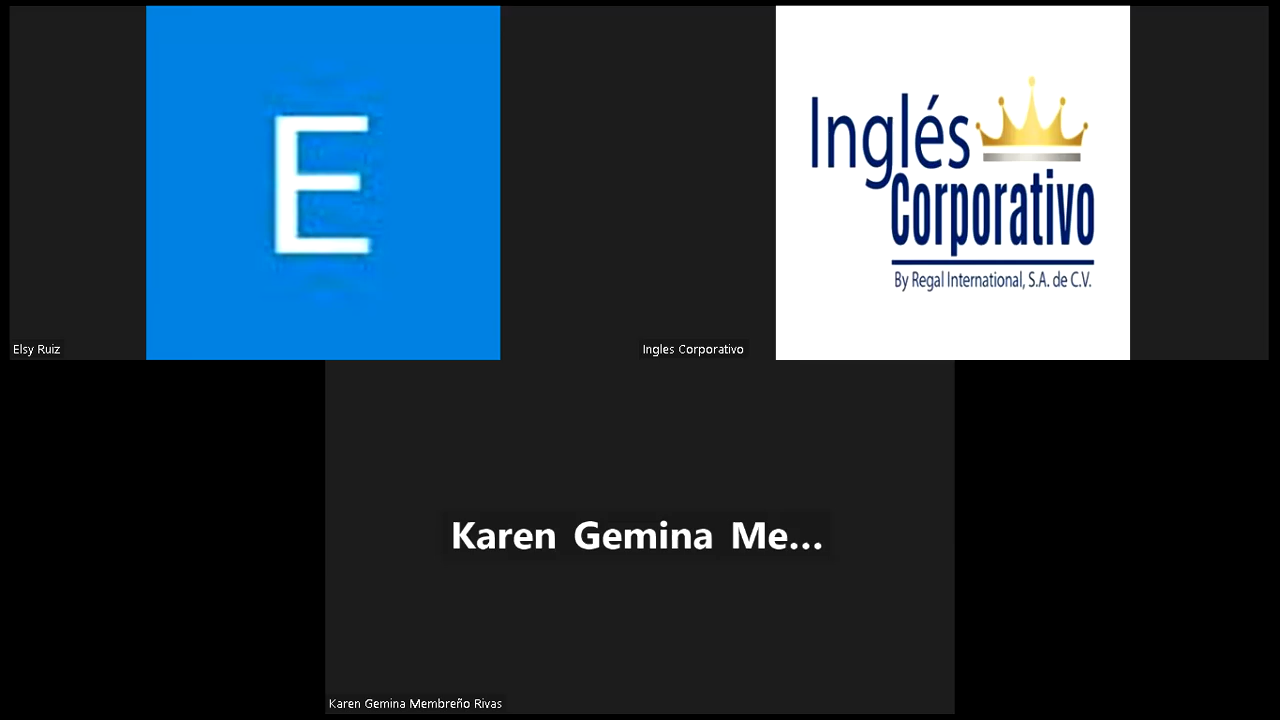 E
Inglés
Corporativo
By Regal International, S.A. de C.V.
Elsy Ruiz
Ingles Corporativo
Karen Gemina Me...
Karen Gemina Membreño Rivas